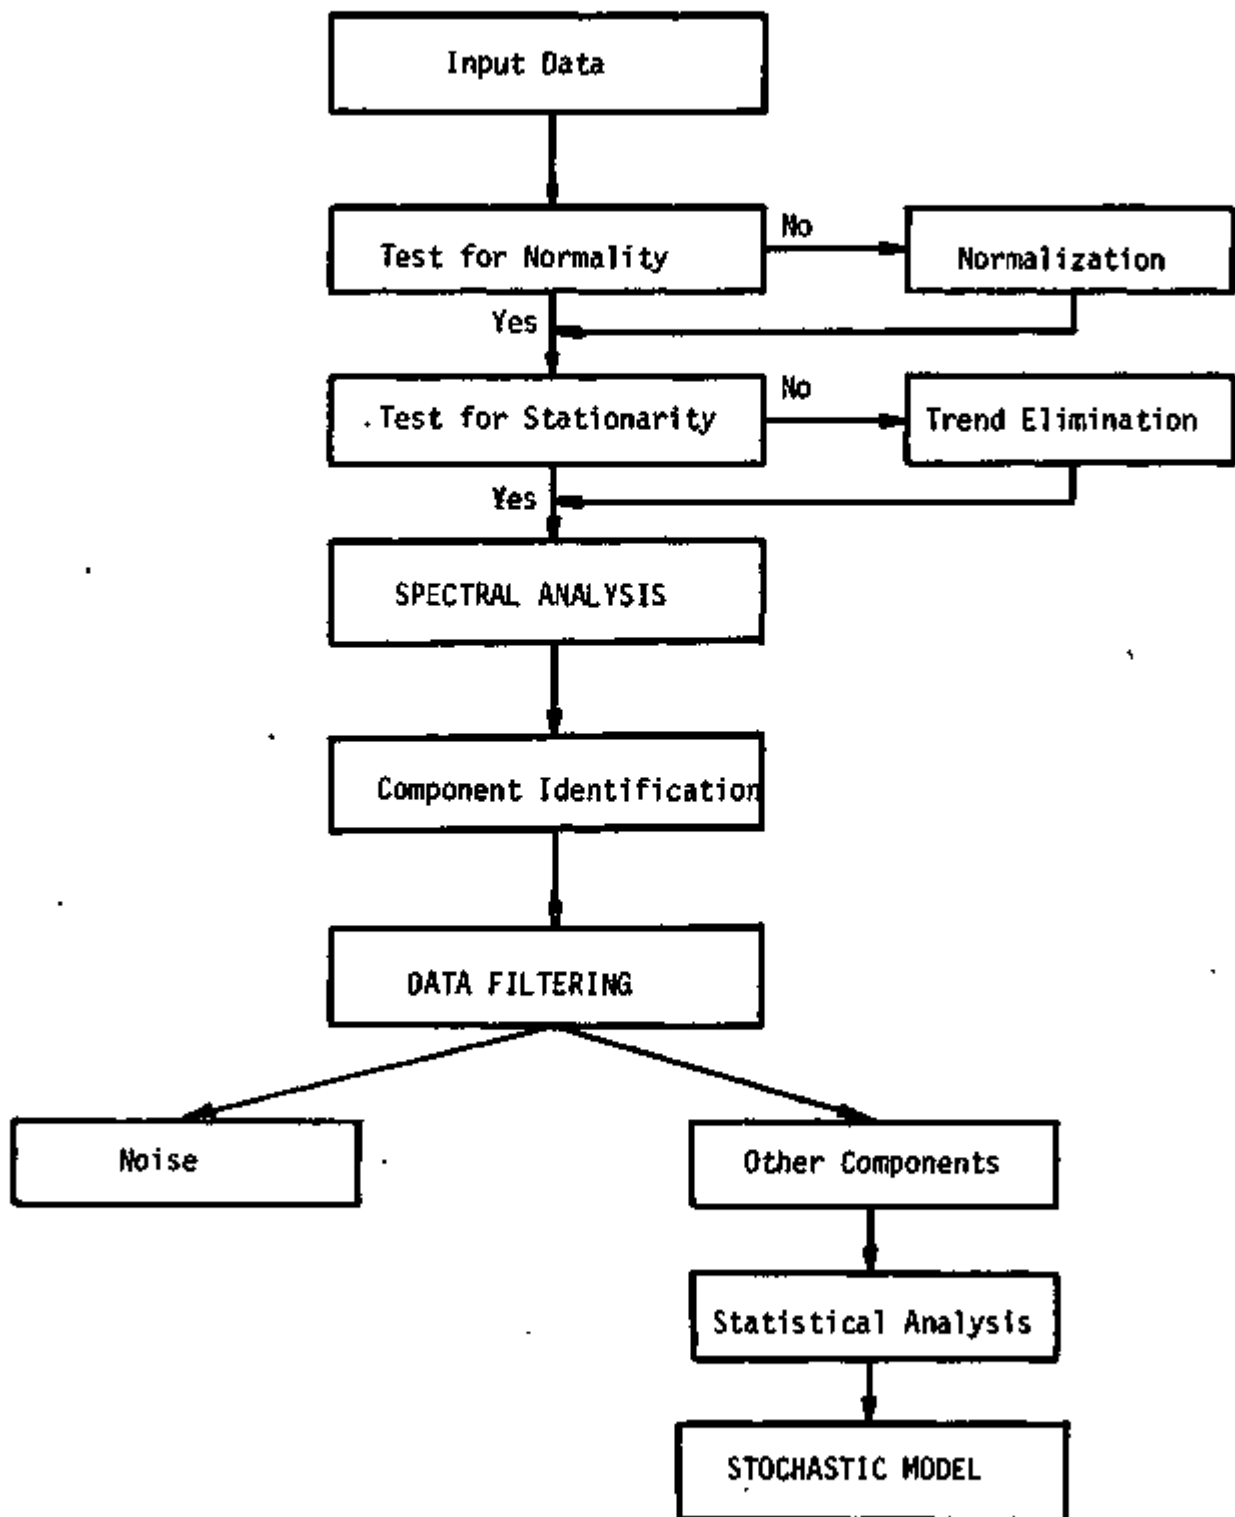 Input Data
Test for Normality
No
Normalization
Yes
Test for Stationarity
No
Trend Elimination
Yes
SPECTRAL ANALYSIS
Component Identification
DATA FILTERING
Noise
Other Components
Statistical Analysis
STOCHASTIC MODEL